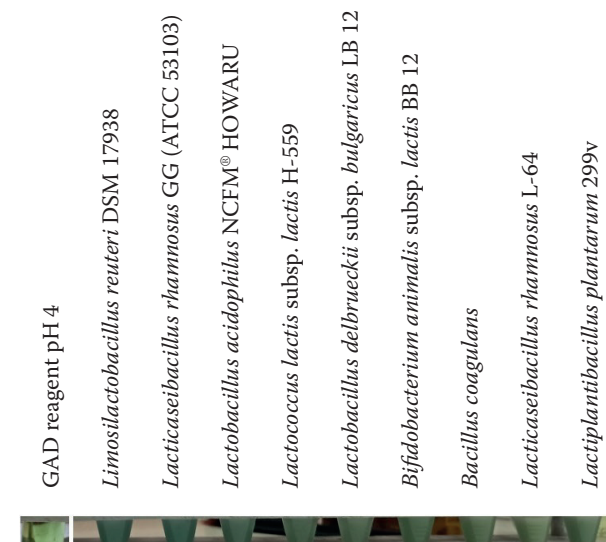 GAD reagent pH 4
Limosilactobacillus reuteri DSM 17938
Lacticaseibacillus rhamnosus GG (ATCC 53103)
Lactobacillus acidophilus NCFM® HOWARU
Lactococcus lactis subsp. lactis H-559
Lactobacillus delbrueckii subsp. bulgaricus LB 12
Bifidobacterium animalis subsp. lactis BB 12
Bacillus coagulans
Lacticaseibacillus rhamnosus L-64
Lactiplantibacillus plantarum 299v